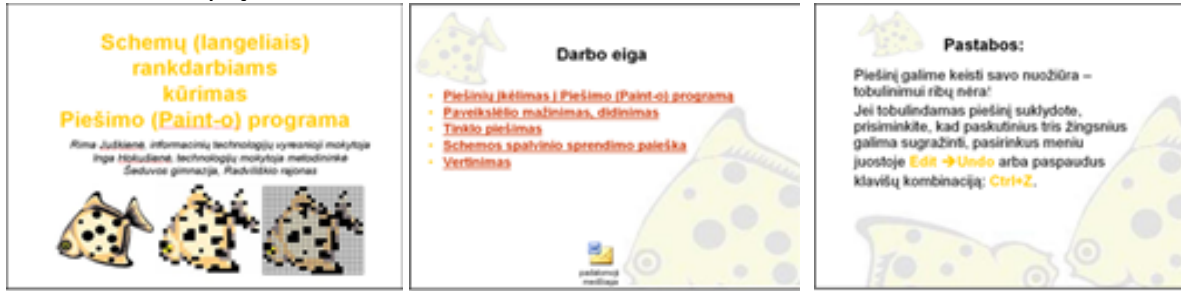 Schemų (langeliais)
rankdarbiams
kūrimas
Piešimo (Paint-o) programa
Rima Juškienė, informacinių technologijų vyresnioji mokytoja
Inga Hokušienė, technologijų mokytoja metodininkė
Šeduvos gimnazija, Radviliškio rajonas
Darbo eiga
Piešinių įkėlimas į Piešimo (Paint-o) programą
Paveikslėlio mažinimas, didinimas
Tinklo piešimas
Schemos spalvinio sprendimo paieška
Vertinimas
padalomoji
medžiaga
Pastabos:
Piešinį galime keisti savo nuožiūra –
tobulinimui ribų nėra!
Jei tobulindamas piešinį suklydote,
prisiminkite, kad paskutinius tris žingsnius
galima sugražinti, pasirinkus meniu
juostoje Edit →Undo arba paspaudus
klavišų kombinaciją: Ctrl+Z.